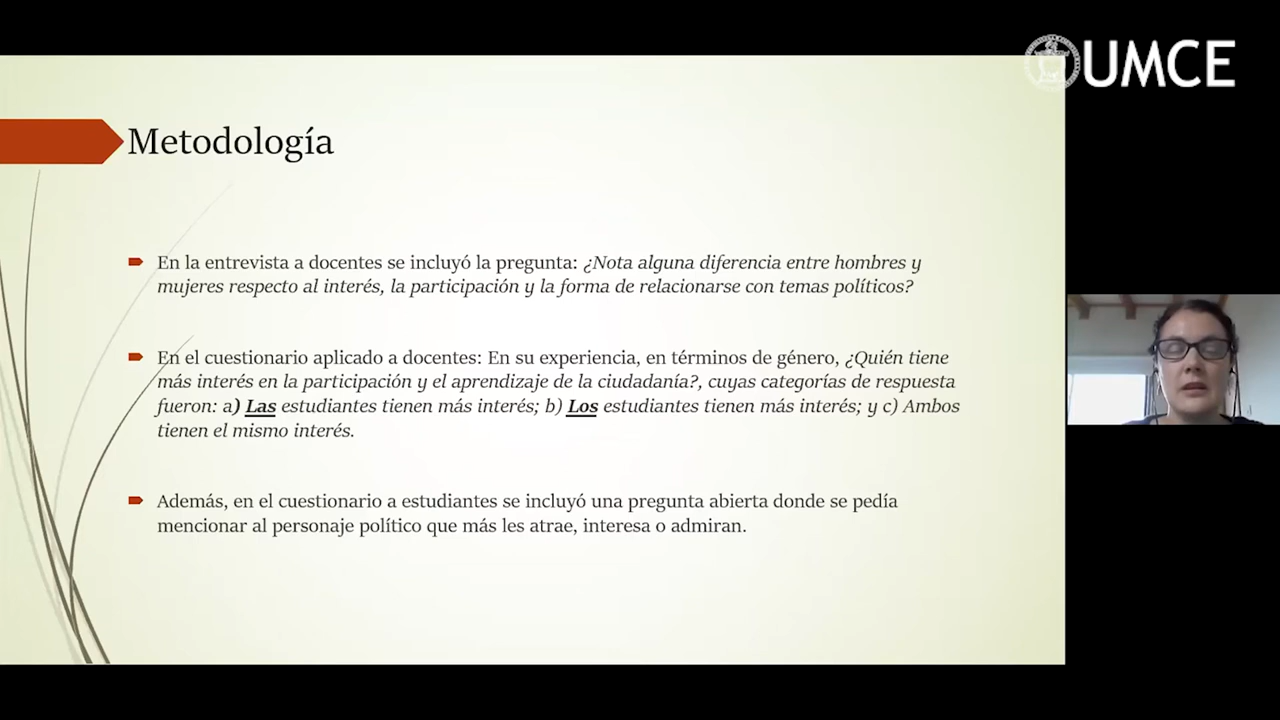 UMCE
Metodología
En la entrevista a docentes se incluyó la pregunta: ¿Nota alguna diferencia entre hombres y
mujeres respecto al interés, la participación y la forma de relacionarse con temas políticos?
En el cuestionario aplicado a docentes: En su experiencia, en términos de género, ¿Quién tiene
más interés en la participación y el aprendizaje de la ciudadanía?, cuyas categorías de respuesta
fueron: a) Las estudiantes tienen más interés; b) Los estudiantes tienen más interés; y c) Ambos
tienen el mismo interés.
Además, en el cuestionario a estudiantes se incluyó una pregunta abierta donde se pedía
mencionar al personaje político que más les atrae, interesa o admiran.